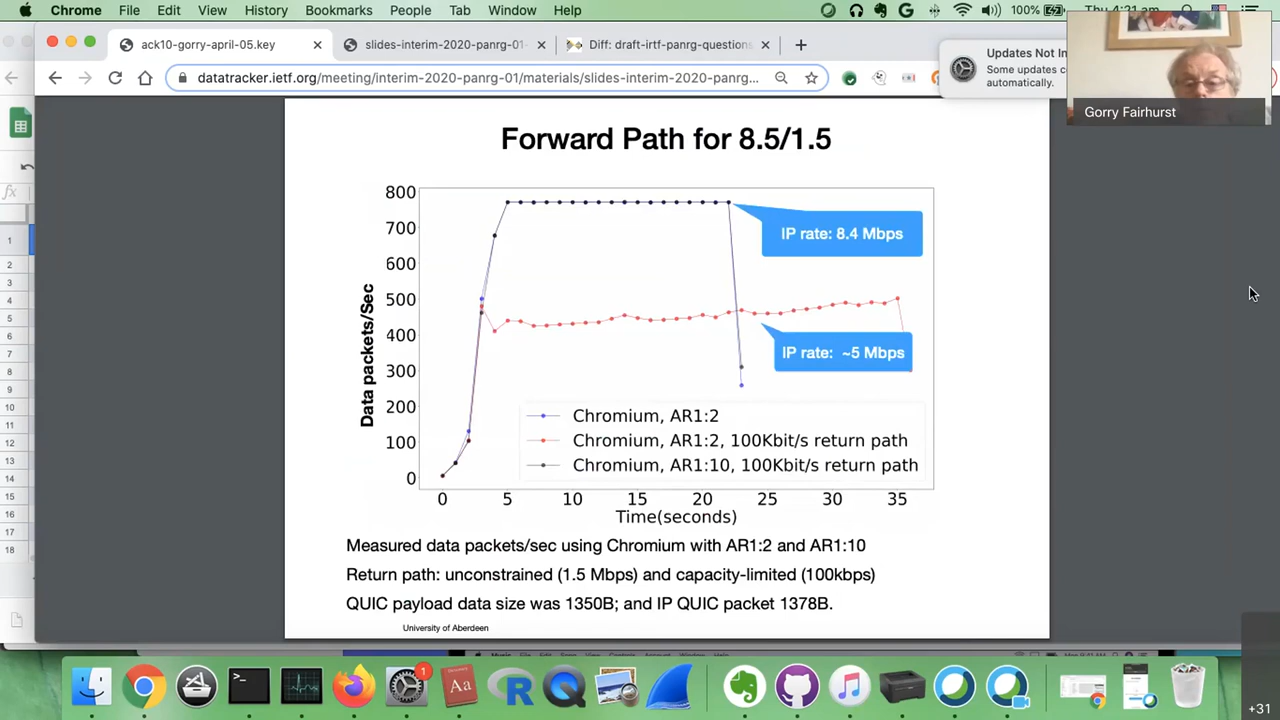 Chrome File Edit View History Bookmarks People Tab Window Help 100% Thu 4:21 am
ack10-gorry-april-05.key
slides-interim-2020-panrg-01-
Diff: draft-irtf-panrg-questions
datatracker.ietf.org/meeting/interim-2020-panrg-01/materials/slides-interim-2020-panrg...
Updates Not In
Some updates c
automatically.
Gorry Fairhurst
Forward Path for 8.5/1.5
800
700
600
500
400
300
200
100
0
Data packets/Sec
IP rate: 8.4 Mbps
IP rate: ~5 Mbps
Chromium, AR1:2
Chromium, AR1:2, 100Kbit/s return path
Chromium, AR1:10, 100Kbit/s return path
0 5 10 15 20 25 30 35
Time(seconds)
Measured data packets/sec using Chromium with AR1:2 and AR1:10
Return path: unconstrained (1.5 Mbps) and capacity-limited (100kbps)
QUIC payload data size was 1350B; and IP QUIC packet 1378B.
University of Aberdeen
fx
1
2
3
4
5
6
7
8
9
10
11
12
13
14
15
16
17
18
1
Aa
R
+31